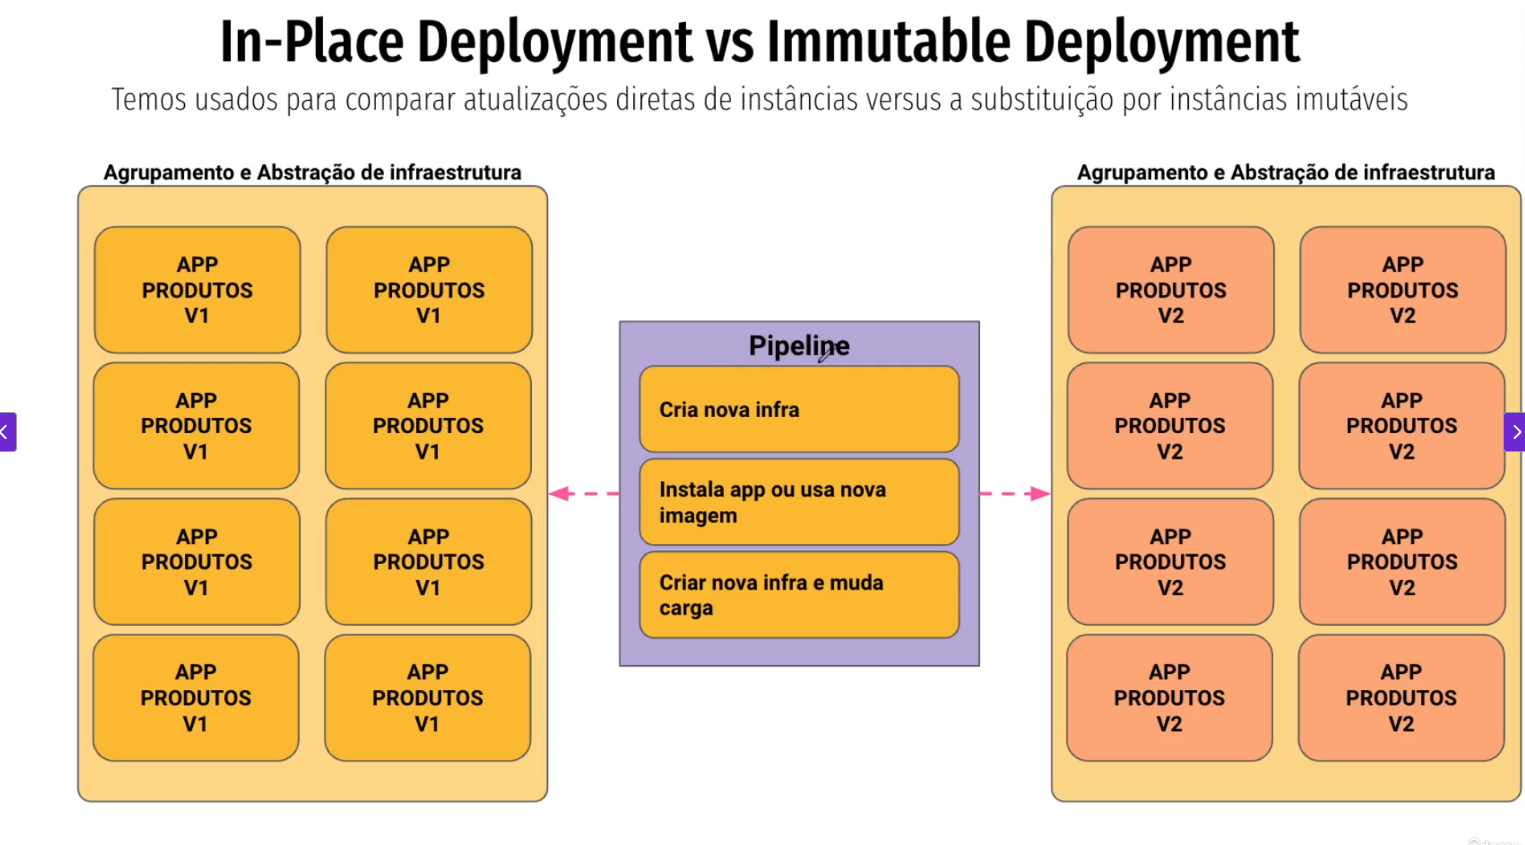 In-Place Deployment vs Immutable Deployment
Temos usados para comparar atualizações diretas de instâncias versus a substituição por instâncias imutáveis
Agrupamento e Abstração de infraestrutura
APP
PRODUTOS
V1
APP
PRODUTOS
V1
APP
PRODUTOS
V1
APP
PRODUTOS
V1
APP
PRODUTOS
V1
APP
PRODUTOS
V1
APP
PRODUTOS
V1
APP
PRODUTOS
V1
Pipeline
Cria nova infra
Instala app ou usa nova
imagem
Criar nova infra e muda
carga
Agrupamento e Abstração de infraestrutura
APP
PRODUTOS
V2
APP
PRODUTOS
V2
APP
PRODUTOS
V2
APP
PRODUTOS
V2
APP
PRODUTOS
V2
APP
PRODUTOS
V2
APP
PRODUTOS
V2
APP
PRODUTOS
V2